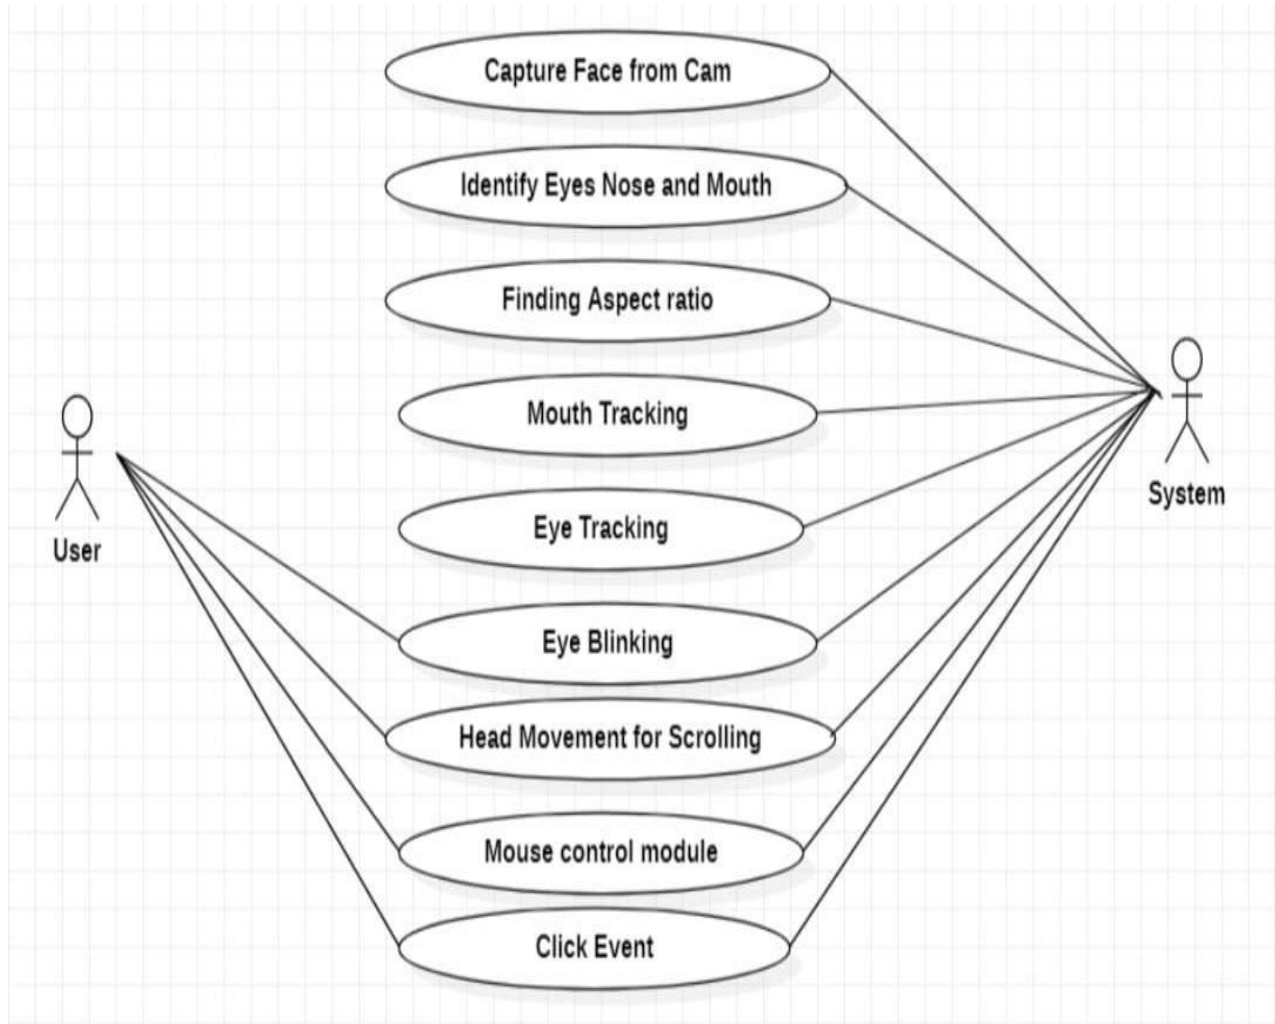 Capture Face from Cam
Identify Eyes Nose and Mouth
Finding Aspect ratio
Mouth Tracking
System
Eye Tracking
User
Eye Blinking
Head Movement for Scrolling
Mouse control module
Click Event